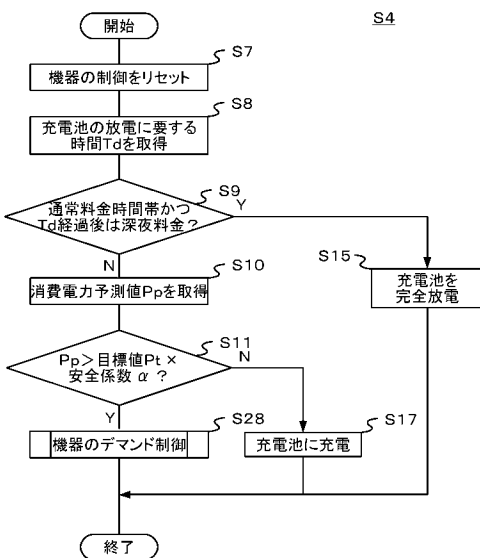 開始
S4
S7
機器の制御をリセット
S8
充電池の放電に要する
時間Tdを取得
S9
通常料金時間帯かつ
Td経過後は深夜料金?
Y
N
S10
消費電力予測値Ppを取得
S15
充電池を
完全放電
S11
Pp>目標値Pt×
安全係数 α ?
N
Y
S28
機器のデマンド制御
S17
充電池に充電
終了